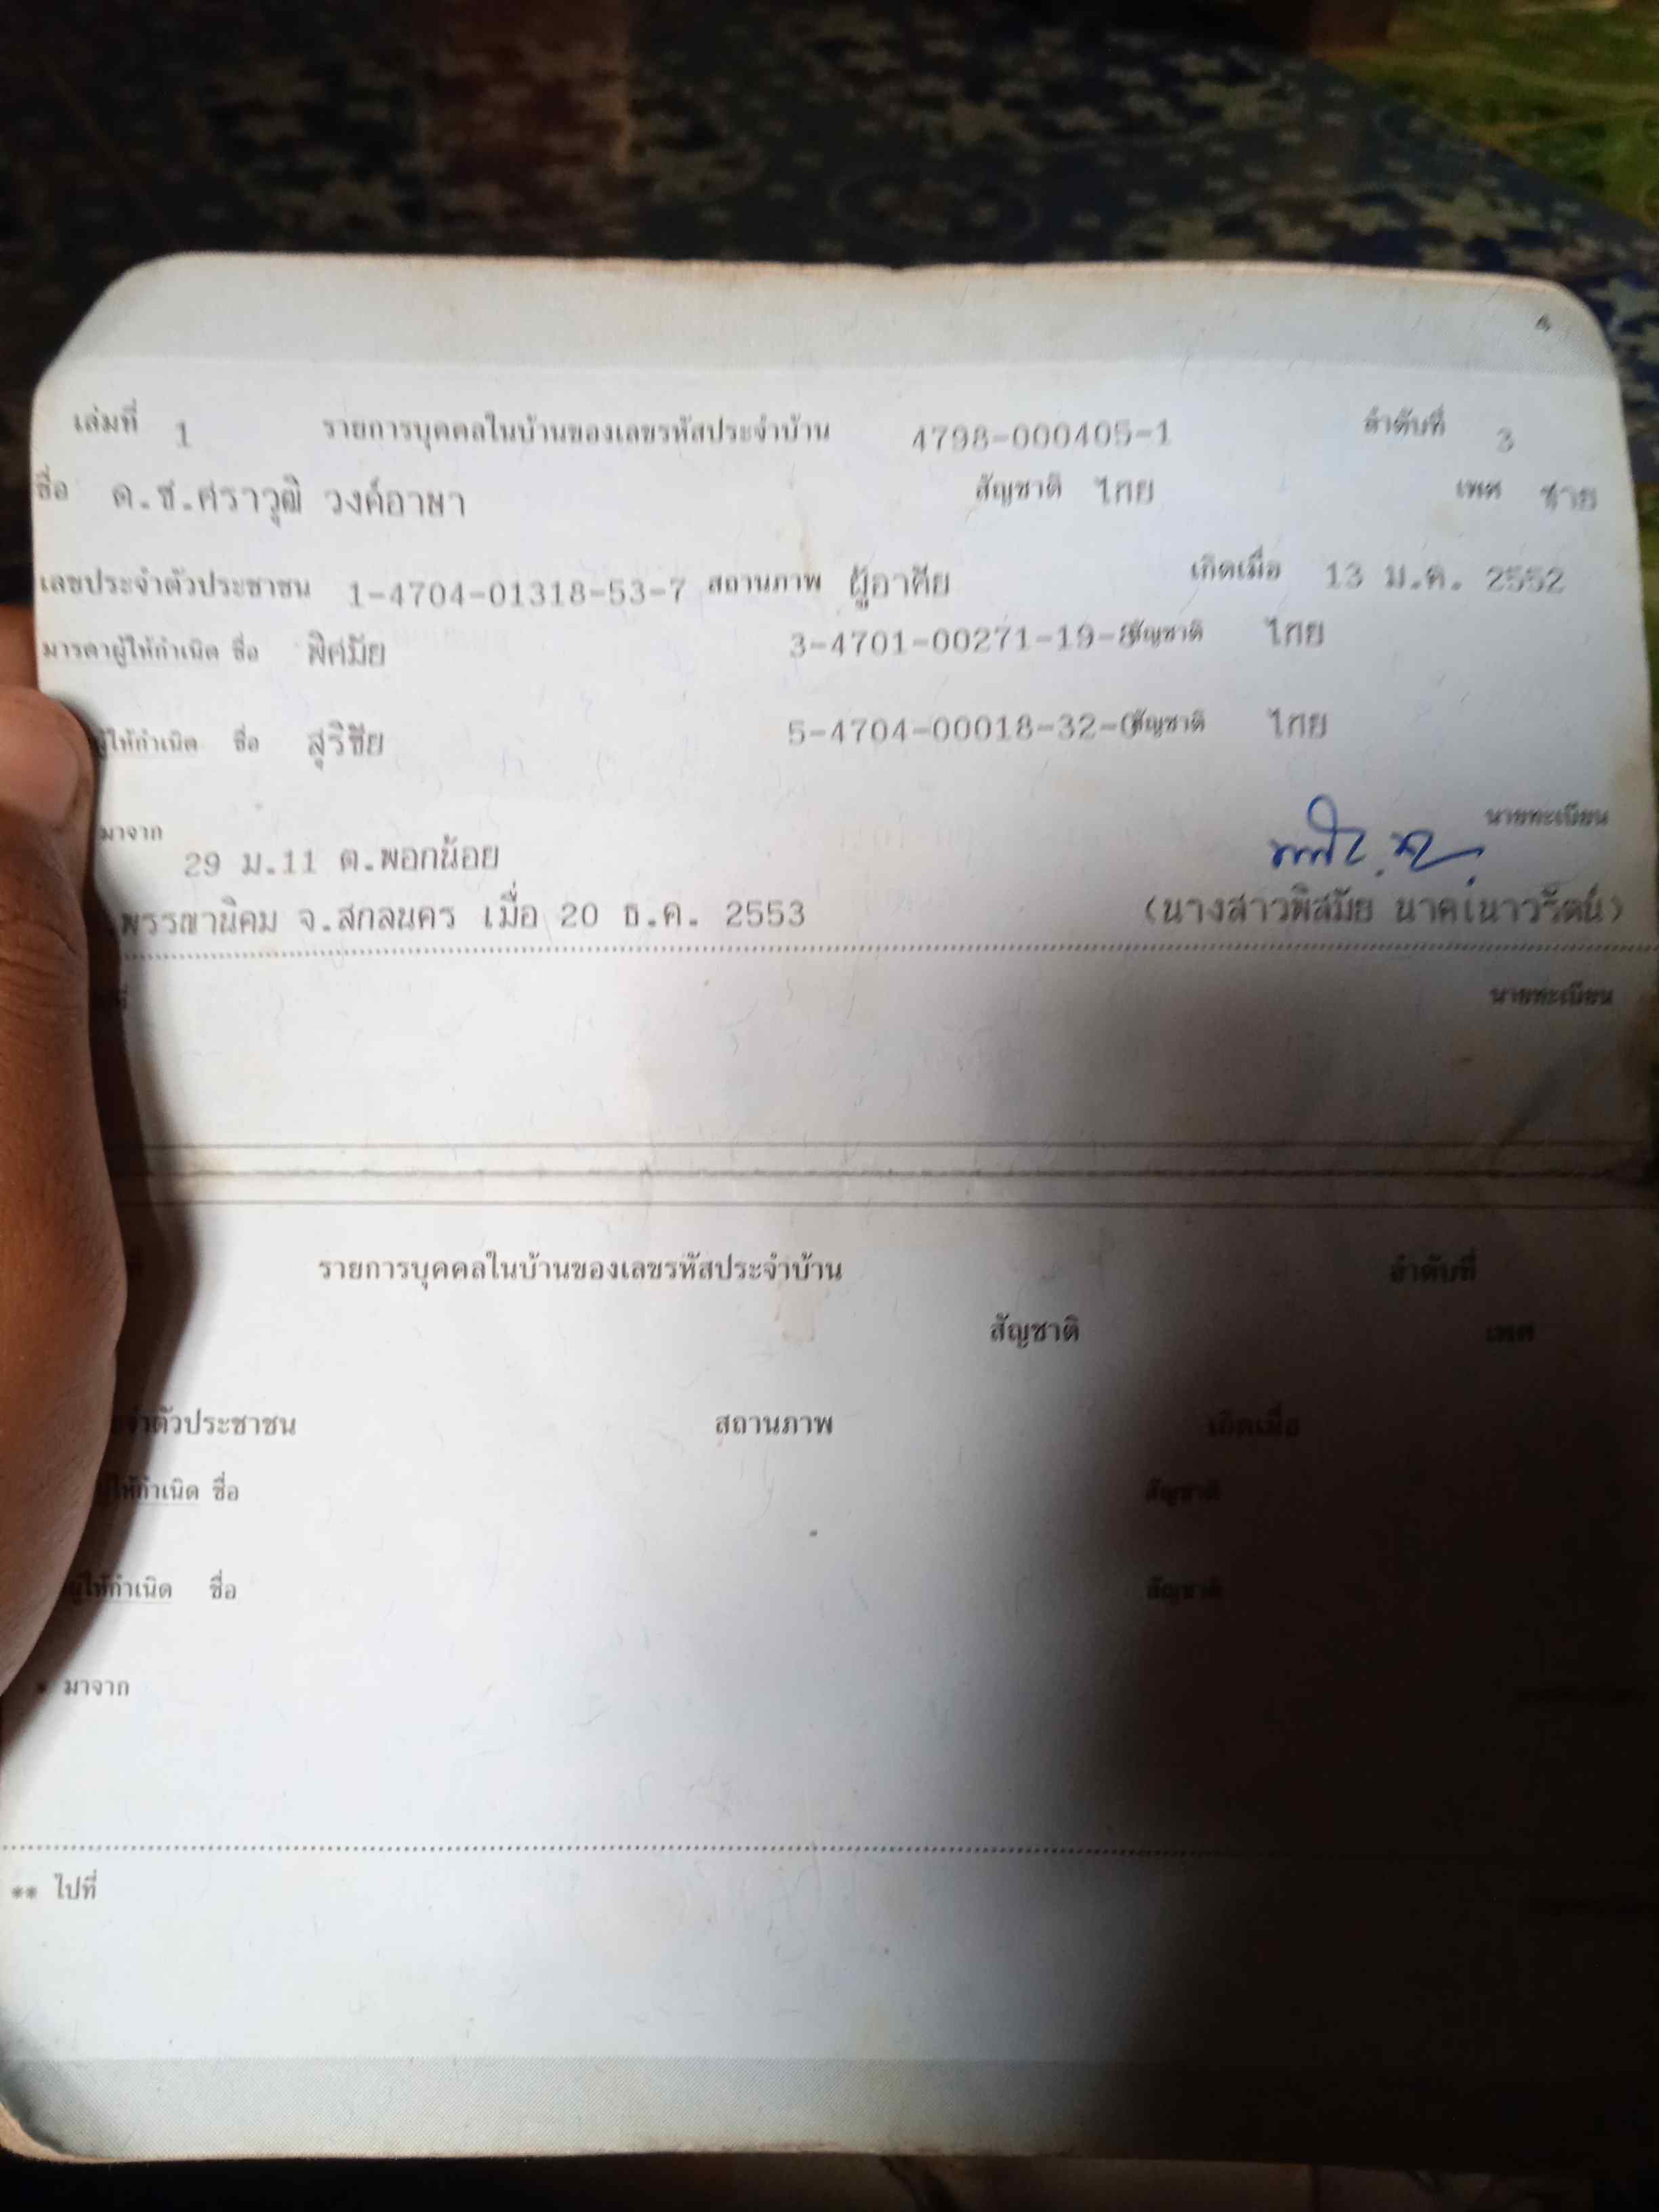 เล่มที่ 1 รายการบุคคลในบ้านของเลขรหัสประจำบ้าน 4798-000405-1 ลำดับที่ 3
ชื่อ ด.ช.ศราวุฒิ วงค์อาษา สัญชาติ ไทย เพศ ชาย
เลขประจำตัวประชาชน 1-4704-01318-53-7 สถานภาพ ผู้อาศัย เกิดเมื่อ 13 ม.ค. 2552
มารดาผู้ให้กำเนิด ชื่อ พิศมัย 3-4701-00271-19- สัญชาติ ไทย
ผู้ให้กำเนิด ชื่อ สุริชัย 5-4704-00018-32- สัญชาติ ไทย
มาจาก นายทะเบียน
29 ม.11 ต.พอกน้อย
พรรณานิคม จ.สกลนคร เมื่อ 20 ธ.ค. 2553 (นางสาวพิสมัย นาคเนาวรัตน์)
นายทะเบียน
รายการบุคคลในบ้านของเลขรหัสประจำบ้าน ลำดับที่
สัญชาติ เพศ
จำตัวประชาชน สถานภาพ เกิดเมื่อ
ให้กำเนิด ชื่อ สัญชาติ
ผู้ให้กำเนิด ชื่อ สัญชาติ
* มาจาก
** ไปที่